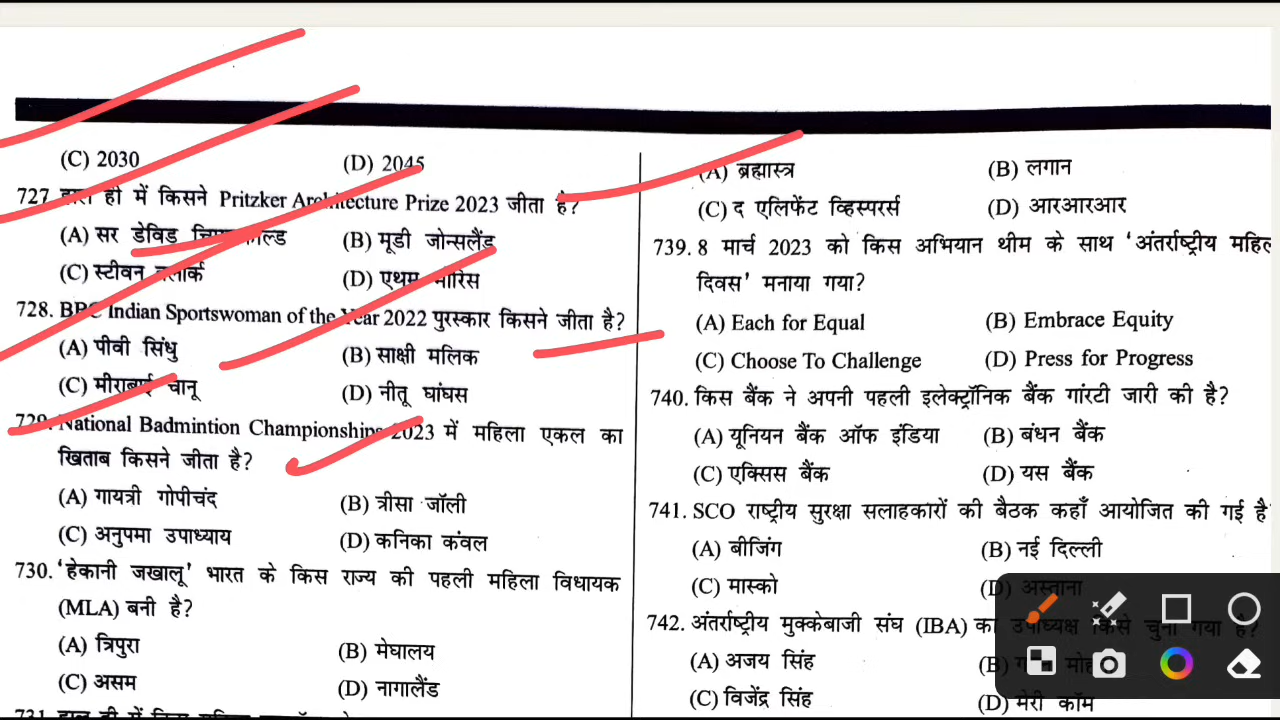 (C) 2030 (D) 2045
727. हाल ही में किसने Pritzker Architecture Prize 2023 जीता है?
(A) सर डेविड (B) मूडी जोन्सलैंड
(C) स्टीवन क्लार्क (D) एथम मोरिस
728. BBC Indian Sportswoman of the Year 2022 पुरस्कार किसने जीता है?
(A) पीवी सिंधु (B) साक्षी मलिक
(C) मीराबाई चानू (D) नीतू घांघस
729. National Badmintion Championships 2023 में महिला एकल का
खिताब किसने जीता है?
(A) गायत्री गोपीचंद (B) त्रीसा जॉली
(C) अनुपमा उपाध्याय (D) कनिका कंवल
730. 'हेकानी जखालू' भारत के किस राज्य की पहली महिला विधायक
(MLA) बनी है?
(A) त्रिपुरा (B) मेघालय
(C) असम (D) नागालैंड
(A) ब्रह्मास्त्र (B) लगान
(C) द एलिफेंट व्हिस्परर्स (D) आरआरआर
739. 8 मार्च 2023 को किस अभियान थीम के साथ 'अंतर्राष्ट्रीय महिल
दिवस' मनाया गया?
(A) Each for Equal (B) Embrace Equity
(C) Choose To Challenge (D) Press for Progress
740. किस बैंक ने अपनी पहली इलेक्ट्रॉनिक बैंक गांरटी जारी की है?
(A) यूनियन बैंक ऑफ इंडिया (B) बंधन बैंक
(C) एक्सिस बैंक (D) यस बैंक
741. SCO राष्ट्रीय सुरक्षा सलाहकारों की बैठक कहाँ आयोजित की गई है
(A) बीजिंग (B) नई दिल्ली
(C) मास्को (D) अस्ताना
742. अंतर्राष्ट्रीय मुक्केबाजी संघ (IBA) का उपाध्यक्ष किसे चुना गया है?
(A) अजय सिंह (B)
(C) विजेंद्र सिंह (D) मेरी कॉम